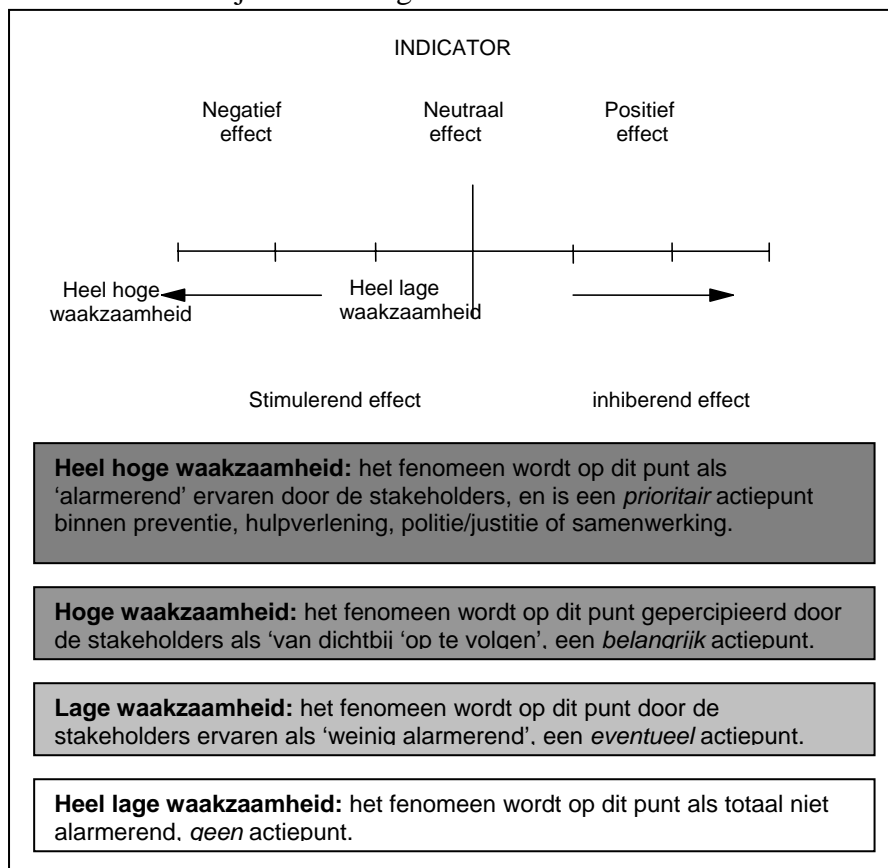 INDICATOR
Negatief Neutraal Positief
effect effect effect
Heel hoge Heel lage
waakzaamheid waakzaamheid
Stimulerend effect inhiberend effect
Heel hoge waakzaamheid: het fenomeen wordt op dit punt als
‘alarmerend’ ervaren door de stakeholders, en is een prioritair actiepunt
binnen preventie, hulpverlening, politie/justitie of samenwerking.
Hoge waakzaamheid: het fenomeen wordt op dit punt gepercipieerd door
de stakeholders als ‘van dichtbij ‘op te volgen’, een belangrijk actiepunt.
Lage waakzaamheid: het fenomeen wordt op dit punt door de
stakeholders ervaren als ‘weinig alarmerend’, een eventueel actiepunt.
Heel lage waakzaamheid: het fenomeen wordt op dit punt als totaal niet
alarmerend, geen actiepunt.